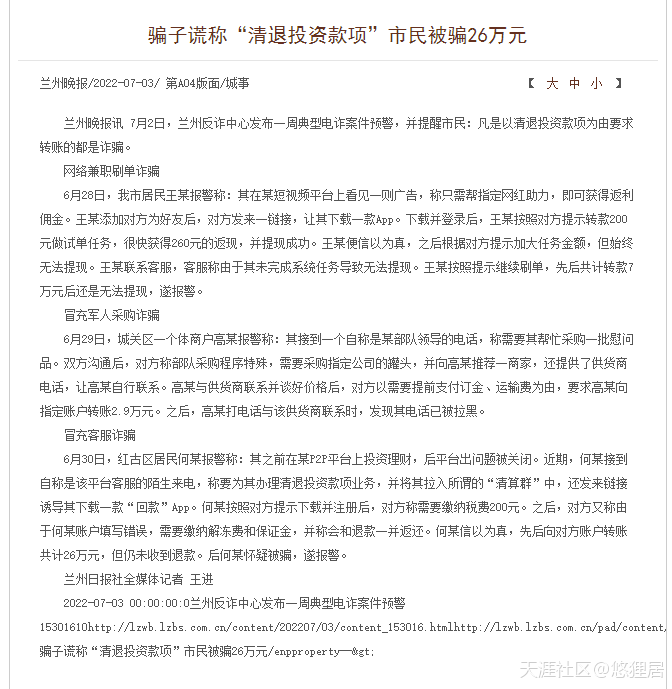 骗子谎称“清退投资款项”市民被骗26万元
兰州晚报/2022-07-03/ 第A04版面/城事
【 大 中 小 】
兰州晚报讯 7月2日，兰州反诈中心发布一周典型电诈案件预警，并提醒市民：凡是以清退投资款项为由要求
转账的都是诈骗。
网络兼职刷单诈骗
6月28日，我市居民王某报警称：其在某短视频平台上看见一则广告，称只需帮指定网红助力，即可获得返利
佣金。王某添加对方为好友后，对方发来一链接，让其下载一款App。下载并登录后，王某按照对方提示转款200
元做试单任务，很快获得260元的返现，并提现成功。王某便信以为真，之后根据对方提示加大任务金额，但始终
无法提现。王某联系客服，客服称由于其未完成系统任务导致无法提现。王某按照提示继续刷单，先后共计转款7
万元后还是无法提现，遂报警。
冒充军人采购诈骗
6月29日，城关区一个体商户高某报警称：其接到一个自称是某部队领导的电话，称需要其帮忙采购一批慰问
品。双方沟通后，对方称部队采购程序特殊，需要采购指定公司的罐头，并向高某推荐一商家，还提供了供货商
电话，让高某自行联系。高某与供货商联系并谈好价格后，对方以需要提前支付订金、运输费为由，要求高某向
指定账户转账2.9万元。之后，高某打电话与该供货商联系时，发现其电话已被拉黑。
冒充客服诈骗
6月30日，红古区居民何某报警称：其之前在某P2P平台上投资理财，后平台出问题被关闭。近期，何某接到
自称是该平台客服的陌生来电，称要为其办理清退投资款项业务，并将其拉入所谓的“清算群”中，还发来链接
诱导其下载一款“回款”App。何某按照对方提示下载并注册后，对方称需要缴纳税费200元。之后，对方又称由
于何某账户填写错误，需要缴纳解冻费和保证金，并称会和退款一并返还。何某信以为真，先后向对方账户转账
共计26万元，但仍未收到退款。后何某怀疑被骗，遂报警。
兰州日报社全媒体记者 王进
2022-07-03 00:00:00:0兰州反诈中心发布一周典型电诈案件预警
15301610http://lzwb.lzbs.com.cn/content/202207/03/content_153016.htmlhttp://lzwb.lzbs.com.cn/pad/content/
骗子谎称“清退投资款项”市民被骗26万元/enpproperty--&gt;
天涯社区@悠狸居